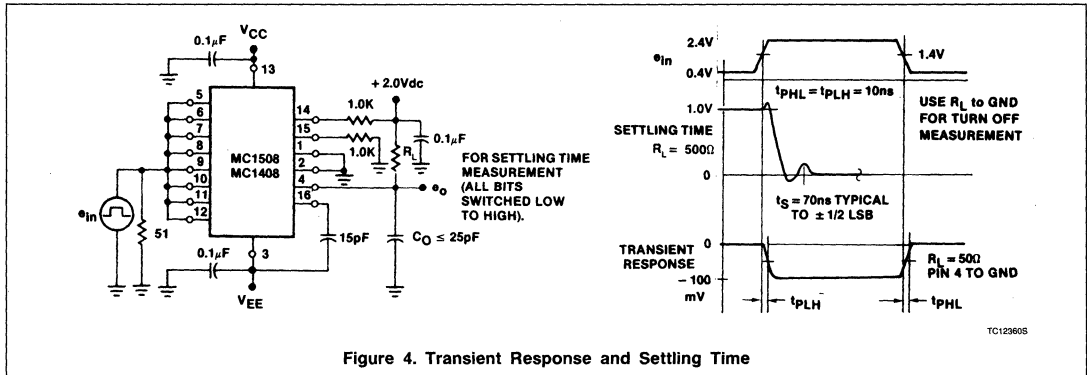 VCC
0.1μF
13
+ 2.0Vdc
5
6
7
8
9
10
11
12
MC1508
MC1408
14
15
1
2
4
16
1.0K
1.0K
0.1μF
RL
eo
FOR SETTLING TIME
MEASUREMENT
(ALL BITS
SWITCHED LOW
TO HIGH).
ein
51
0.1μF
3
15pF
CO ≤ 25pF
VEE
2.4V
ein
0.4V
1.4V
tPHL = tPLH = 10ns
USE RL to GND
FOR TURN OFF
MEASUREMENT
1.0V
SETTLING TIME
RL = 500Ω
0
tS = 70ns TYPICAL
TO ± 1/2 LSB
TRANSIENT
RESPONSE
0
− 100
mV
RL = 50Ω
PIN 4 TO GND
tPLH
tPHL
TC12360S
Figure 4. Transient Response and Settling Time